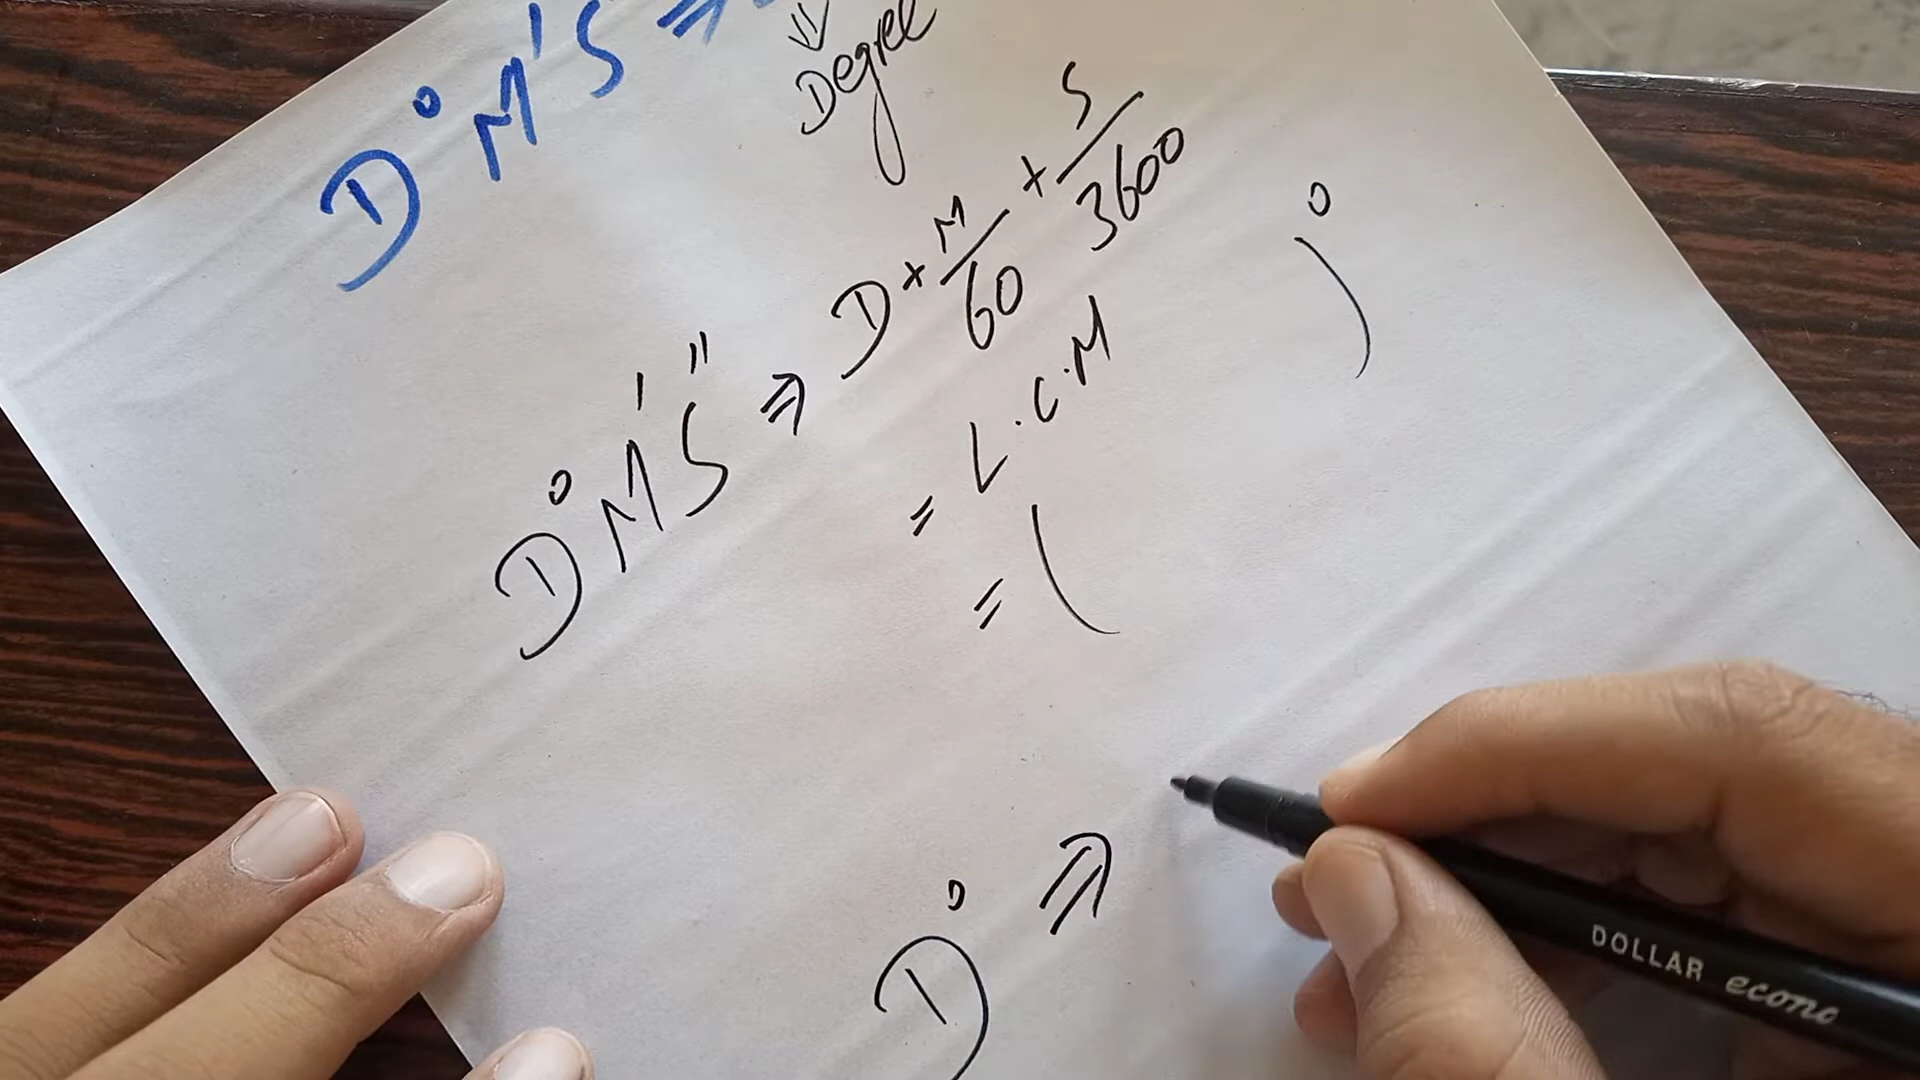 D° M' S ⇒
⇓
Degree
D° M' S" ⇒ D + M/60 + S/3600
= L.C.M
= ( )°
D° ⇒
DOLLAR econo